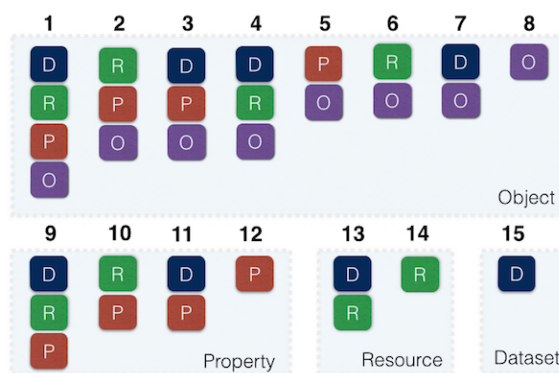 1 2 3 4 5 6 7 8
D R D D P R D O
R P P R O O O
P O O O
O
Object
9 10 11 12 13 14 15
D R D P D R D
R P P R
P
Property Resource Dataset